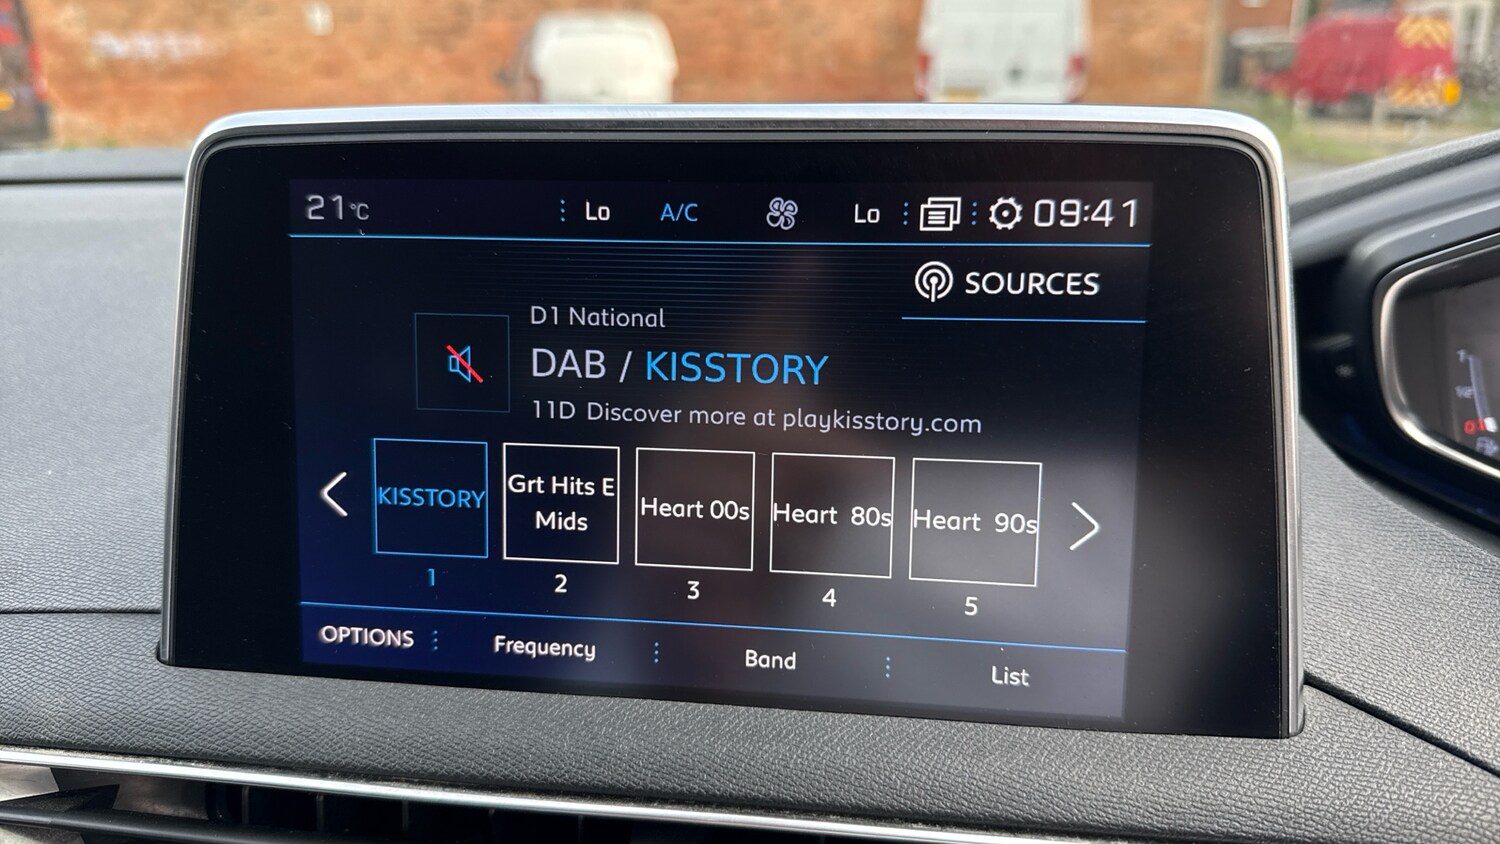 21°C Lo A/C Lo 09:41
SOURCES
D1 National
DAB / KISSTORY
11D Discover more at playkisstory.com
KISSTORY
Grt Hits E
Mids
Heart 00s
Heart 80s
Heart 90s
1 2 3 4 5
OPTIONS Frequency Band List